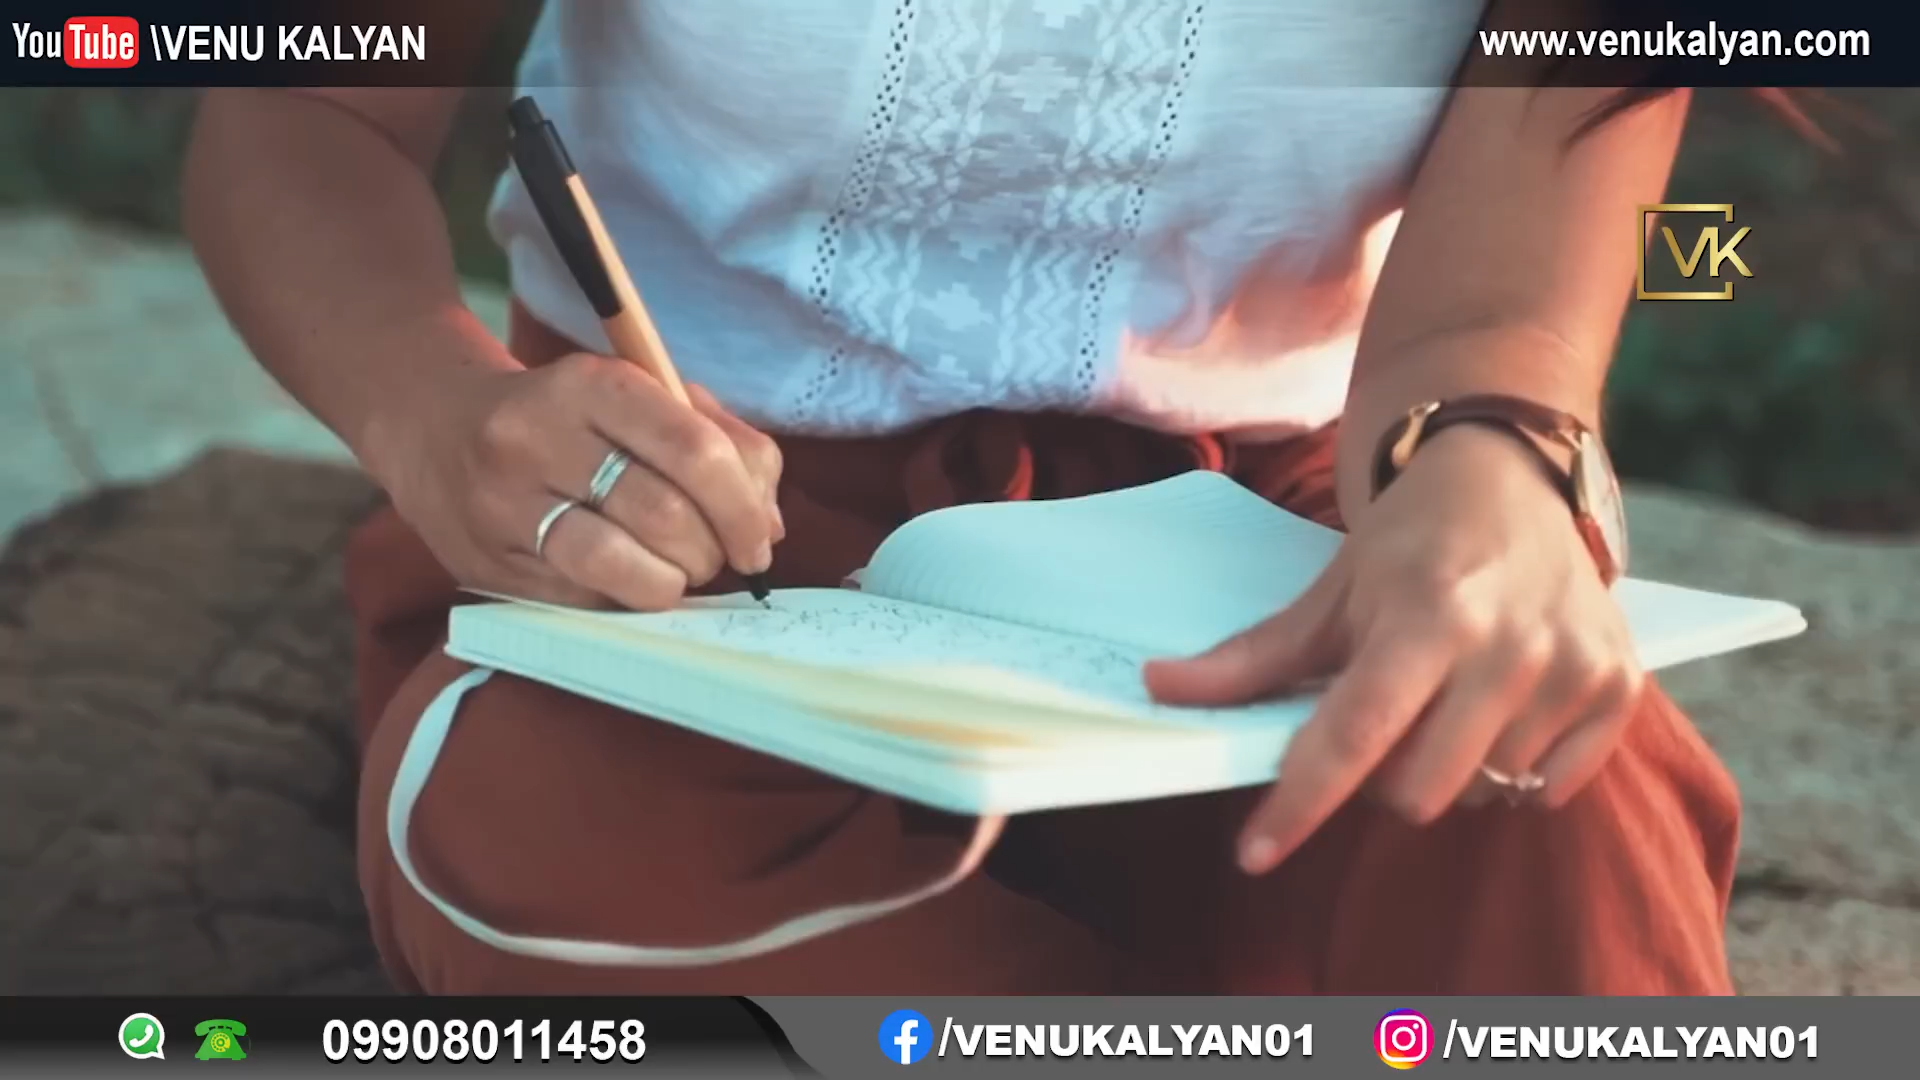 YouTube \VENU KALYAN
www.venukalyan.com
VK
09908011458
/VENUKALYAN01
/VENUKALYAN01